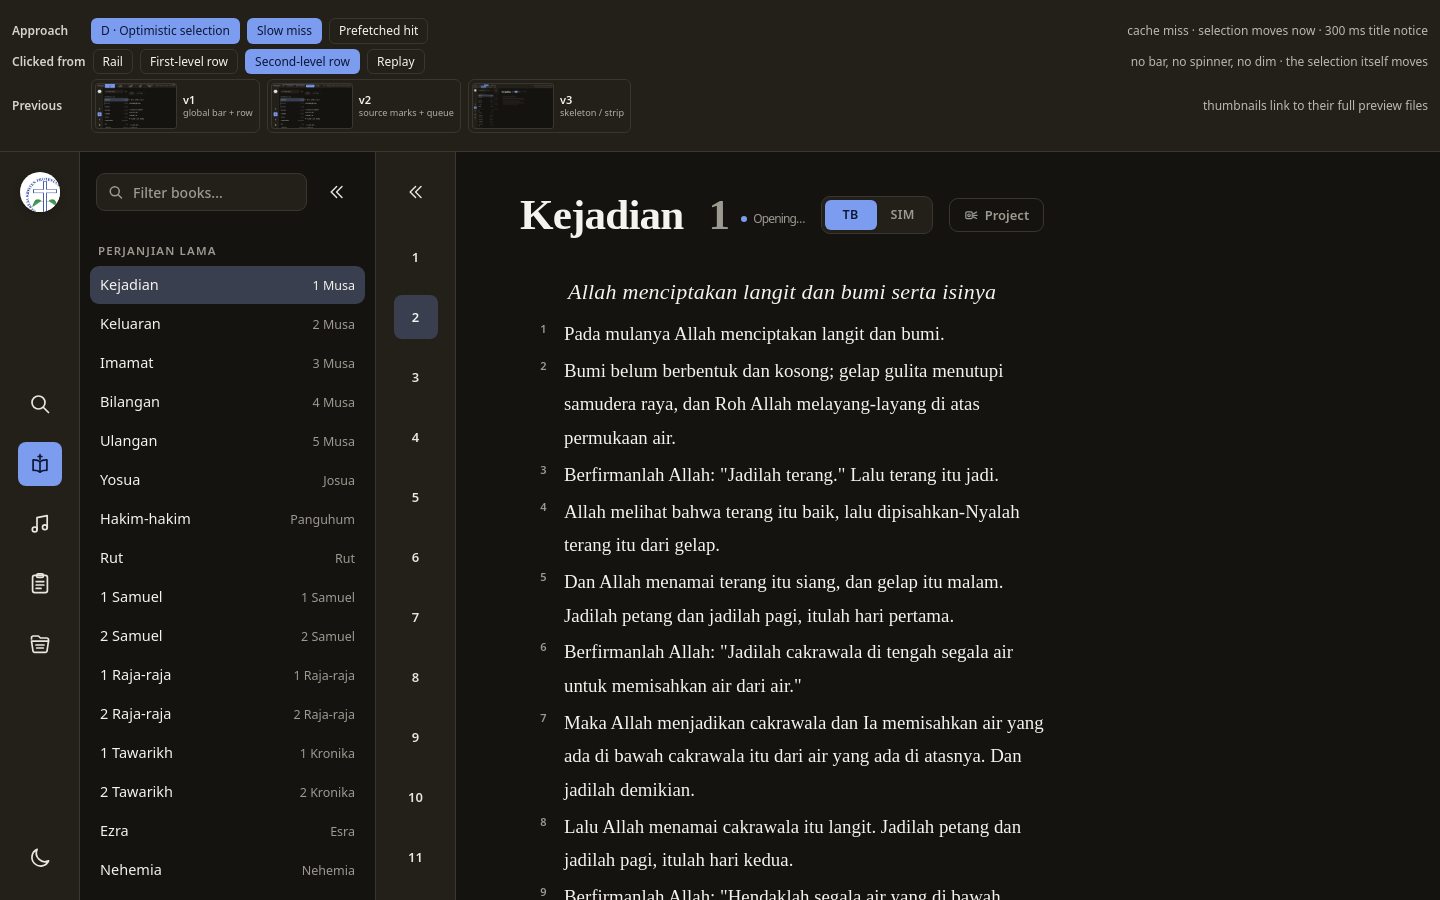 Approach D · Optimistic selection Slow miss Prefetched hit cache miss · selection moves now · 300 ms title notice
Clicked from Rail First-level row Second-level row Replay no bar, no spinner, no dim · the selection itself moves
Previous v1 global bar + row v2 source marks + queue v3 skeleton / strip thumbnails link to their full preview files
Filter books...
PERJANJIAN LAMA
Kejadian 1 Musa
Keluaran 2 Musa
Imamat 3 Musa
Bilangan 4 Musa
Ulangan 5 Musa
Yosua Josua
Hakim-hakim Panguhum
Rut Rut
1 Samuel 1 Samuel
2 Samuel 2 Samuel
1 Raja-raja 1 Raja-raja
2 Raja-raja 2 Raja-raja
1 Tawarikh 1 Kronika
2 Tawarikh 2 Kronika
Ezra Esra
Nehemia Nehemia
1
2
3
4
5
6
7
8
9
10
11
Kejadian 1 Opening... TB SIM Project
Allah menciptakan langit dan bumi serta isinya
1 Pada mulanya Allah menciptakan langit dan bumi.
2 Bumi belum berbentuk dan kosong; gelap gulita menutupi
samudera raya, dan Roh Allah melayang-layang di atas
permukaan air.
3 Berfirmanlah Allah: "Jadilah terang." Lalu terang itu jadi.
4 Allah melihat bahwa terang itu baik, lalu dipisahkan-Nyalah
terang itu dari gelap.
5 Dan Allah menamai terang itu siang, dan gelap itu malam.
Jadilah petang dan jadilah pagi, itulah hari pertama.
6 Berfirmanlah Allah: "Jadilah cakrawala di tengah segala air
untuk memisahkan air dari air."
7 Maka Allah menjadikan cakrawala dan Ia memisahkan air yang
ada di bawah cakrawala itu dari air yang ada di atasnya. Dan
jadilah demikian.
8 Lalu Allah menamai cakrawala itu langit. Jadilah petang dan
jadilah pagi, itulah hari kedua.
9 Berfirmanlah Allah: "Hendaklah segala air yang di bawah